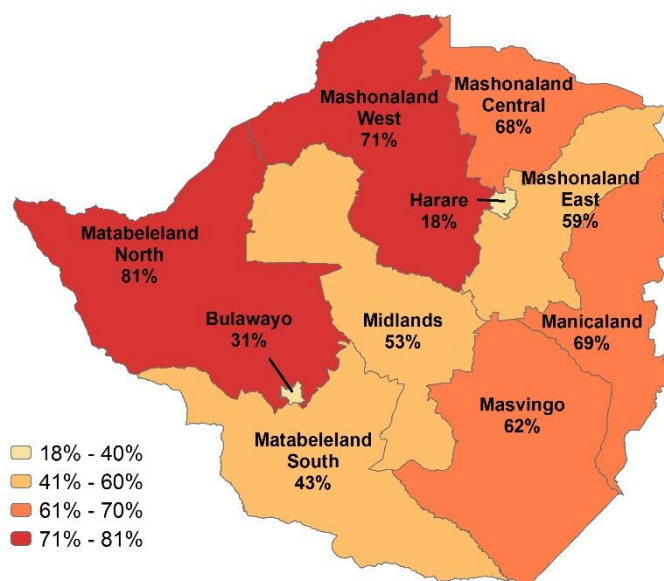 Mashonaland
Central
68%
Mashonaland
West
71%
Mashonaland
East
59%
Harare
18%
Matabeleland
North
81%
Bulawayo
31%
Midlands
53%
Manicaland
69%
Masvingo
62%
Matabeleland
South
43%
18% - 40%
41% - 60%
61% - 70%
71% - 81%